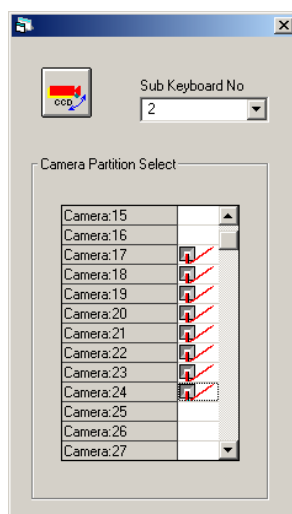 CCD
Sub Keyboard No
2
Camera Partition Select
Camera:15
Camera:16
Camera:17
Camera:18
Camera:19
Camera:20
Camera:21
Camera:22
Camera:23
Camera:24
Camera:25
Camera:26
Camera:27